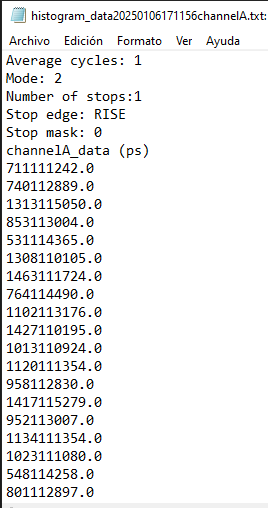 histogram_data20250106171156channelA.txt:
Archivo Edición Formato Ver Ayuda
Average cycles: 1
Mode: 2
Number of stops:1
Stop edge: RISE
Stop mask: 0
channelA_data (ps)
711111242.0
740112889.0
1313115050.0
853113004.0
531114365.0
1308110105.0
1463111724.0
764114490.0
1102113176.0
1427110195.0
1013110924.0
1120111354.0
958112830.0
1417115279.0
952113007.0
1134111354.0
1023111080.0
548114258.0
801112897.0